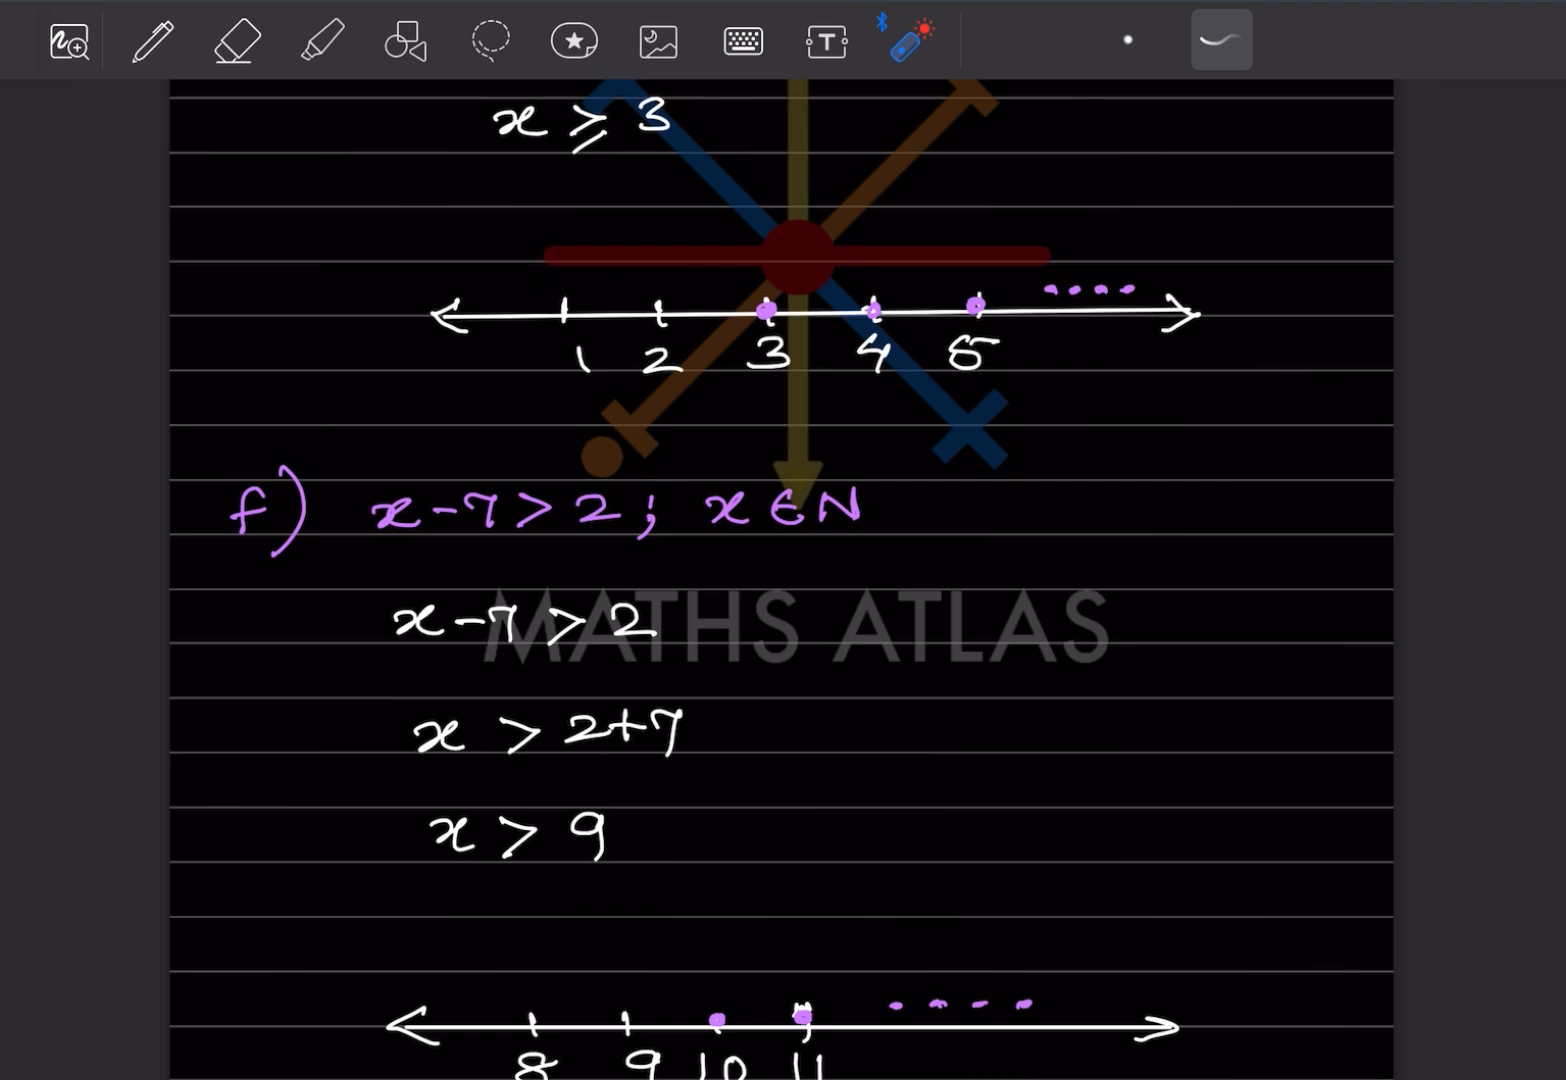 x ≥ 3
1 2 3 4 5
f) x-7>2; x∈N
MATHS ATLAS
x-7>2
x > 2+7
x > 9
8 9 10 11